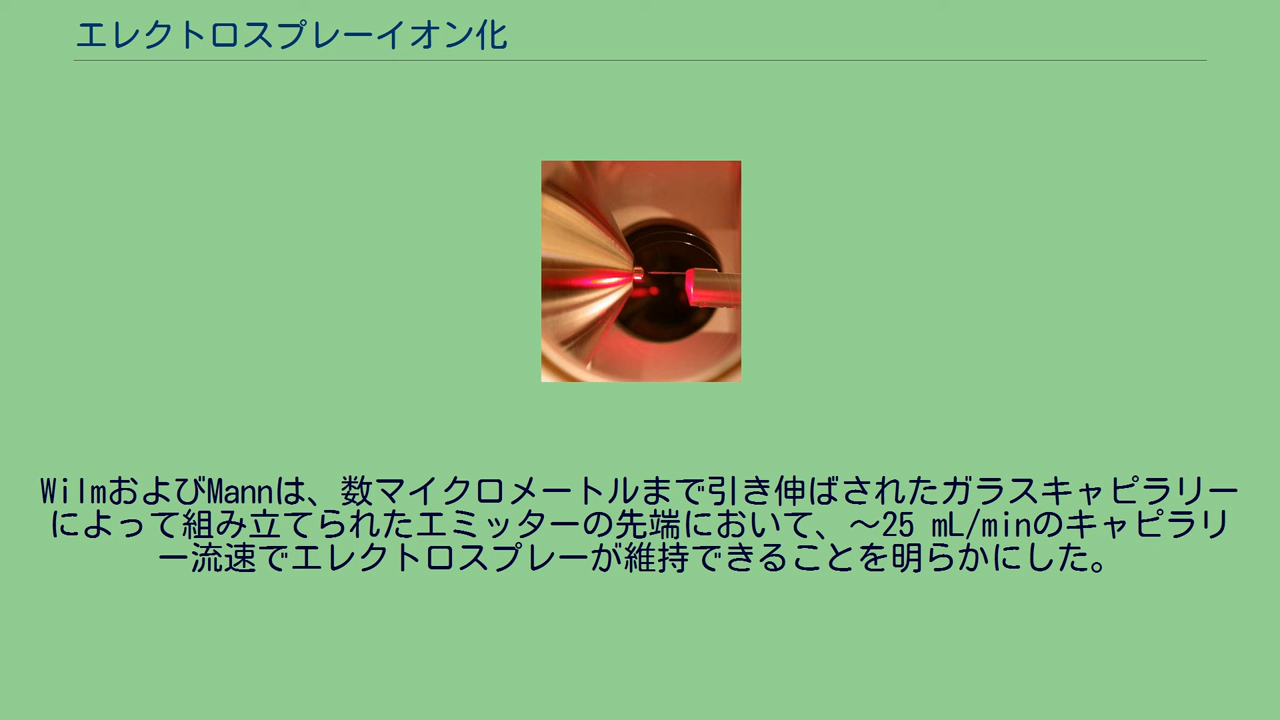 エレクトロスプレーイオン化
WilmおよびMannは、数マイクロメートルまで引き伸ばされたガラスキャピラリー
によって組み立てられたエミッターの先端において、～25 mL/minのキャピラリ
ー流速でエレクトロスプレーが維持できることを明らかにした。